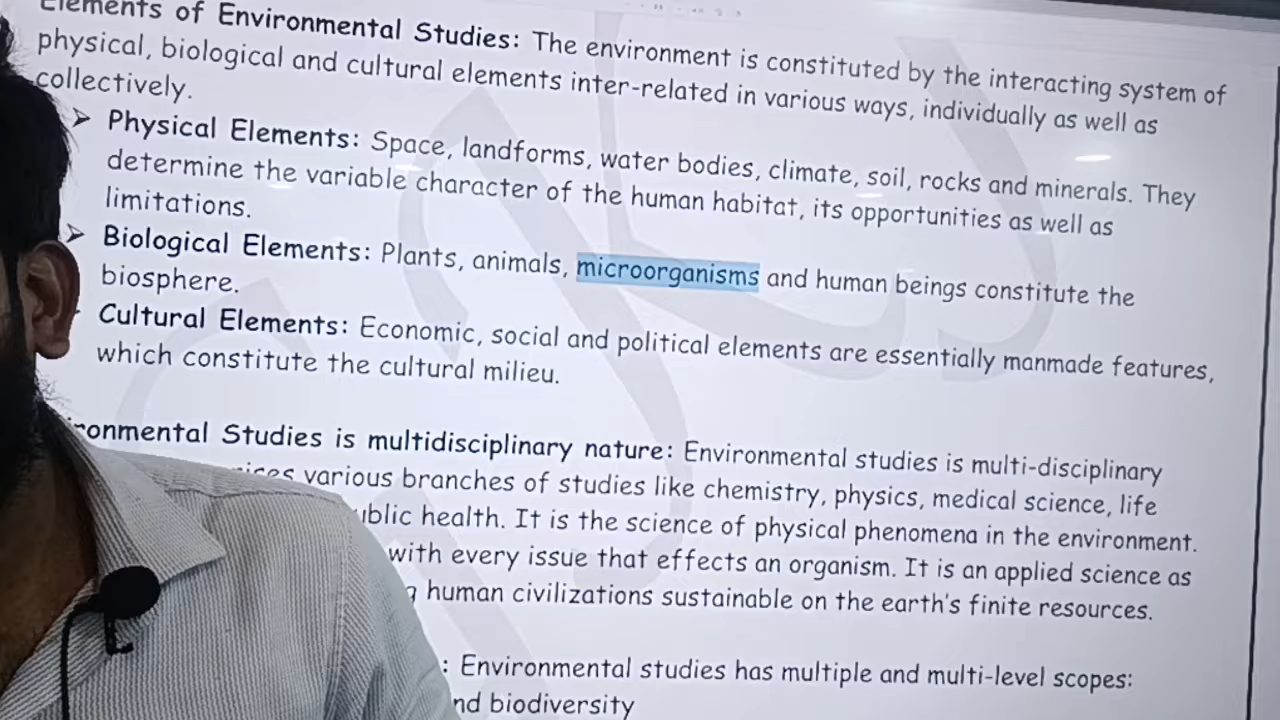 Elements of Environmental Studies: The environment is constituted by the interacting system of
physical, biological and cultural elements inter-related in various ways, individually as well as
collectively.
➢ Physical Elements: Space, landforms, water bodies, climate, soil, rocks and minerals. They
determine the variable character of the human habitat, its opportunities as well as
limitations.
➢ Biological Elements: Plants, animals, microorganisms and human beings constitute the
biosphere.
Cultural Elements: Economic, social and political elements are essentially manmade features,
which constitute the cultural milieu.
Studies is multidisciplinary nature: Environmental studies is multi-disciplinary
various branches of studies like chemistry, physics, medical science, life
health. It is the science of physical phenomena in the environment.
with every issue that effects an organism. It is an applied science as
human civilizations sustainable on the earth's finite resources.
: Environmental studies has multiple and multi-level scopes:
biodiversity